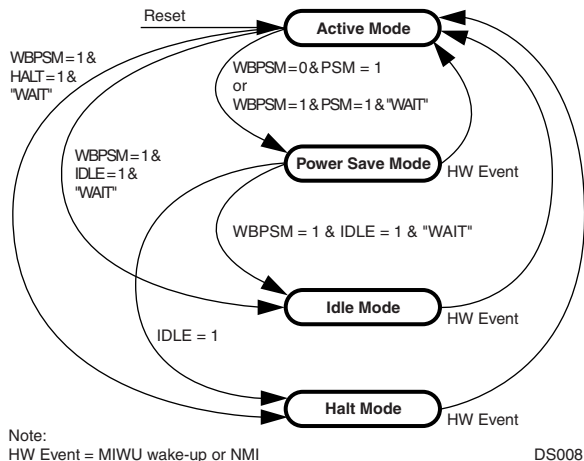 Reset
Active Mode
WBPSM = 1 &
HALT = 1 &
"WAIT"
WBPSM = 0 & PSM = 1
or
WBPSM = 1 & PSM = 1 & "WAIT"
WBPSM = 1 &
IDLE = 1 &
"WAIT"
Power Save Mode
HW Event
WBPSM = 1 & IDLE = 1 & "WAIT"
Idle Mode
HW Event
IDLE = 1
Halt Mode
HW Event
Note:
HW Event = MIWU wake-up or NMI
DS008